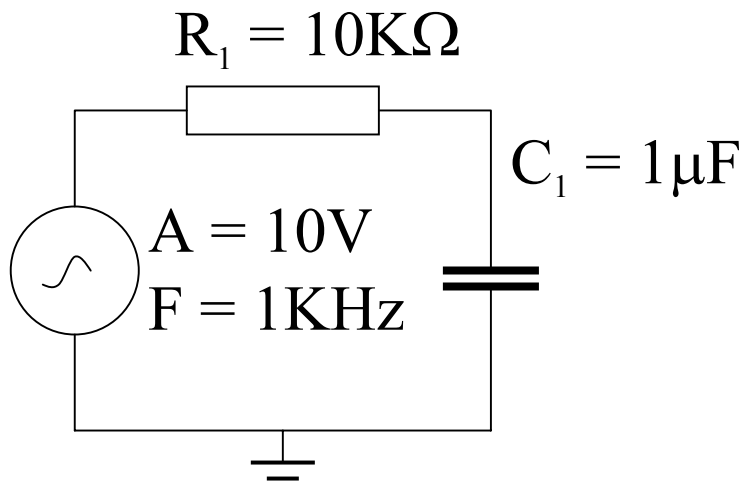 R₁ = 10KΩ
C₁ = 1μF
A = 10V
F = 1KHz